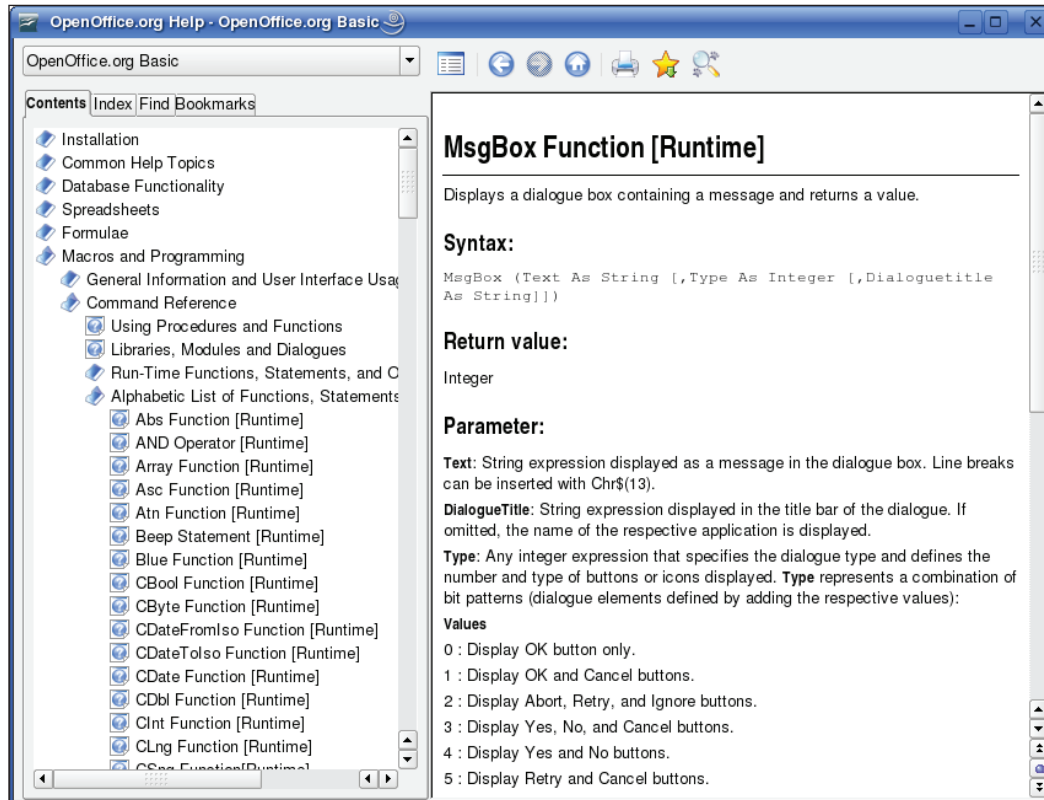 OpenOffice.org Help - OpenOffice.org Basic
OpenOffice.org Basic
Contents Index Find Bookmarks
Installation
Common Help Topics
Database Functionality
Spreadsheets
Formulae
Macros and Programming
General Information and User Interface Usag
Command Reference
Using Procedures and Functions
Libraries, Modules and Dialogues
Run-Time Functions, Statements, and O
Alphabetic List of Functions, Statements
Abs Function [Runtime]
AND Operator [Runtime]
Array Function [Runtime]
Asc Function [Runtime]
Atn Function [Runtime]
Beep Statement [Runtime]
Blue Function [Runtime]
CBool Function [Runtime]
CByte Function [Runtime]
CDateFromIso Function [Runtime]
CDateToIso Function [Runtime]
CDate Function [Runtime]
CDbl Function [Runtime]
CInt Function [Runtime]
CLng Function [Runtime]
CSng Function[Runtime]
MsgBox Function [Runtime]
Displays a dialogue box containing a message and returns a value.
Syntax:
MsgBox (Text As String [,Type As Integer [,Dialoguetitle
As String]])
Return value:
Integer
Parameter:
Text: String expression displayed as a message in the dialogue box. Line breaks
can be inserted with Chr$(13).
DialogueTitle: String expression displayed in the title bar of the dialogue. If
omitted, the name of the respective application is displayed.
Type: Any integer expression that specifies the dialogue type and defines the
number and type of buttons or icons displayed. Type represents a combination of
bit patterns (dialogue elements defined by adding the respective values):
Values
0 : Display OK button only.
1 : Display OK and Cancel buttons.
2 : Display Abort, Retry, and Ignore buttons.
3 : Display Yes, No, and Cancel buttons.
4 : Display Yes and No buttons.
5 : Display Retry and Cancel buttons.